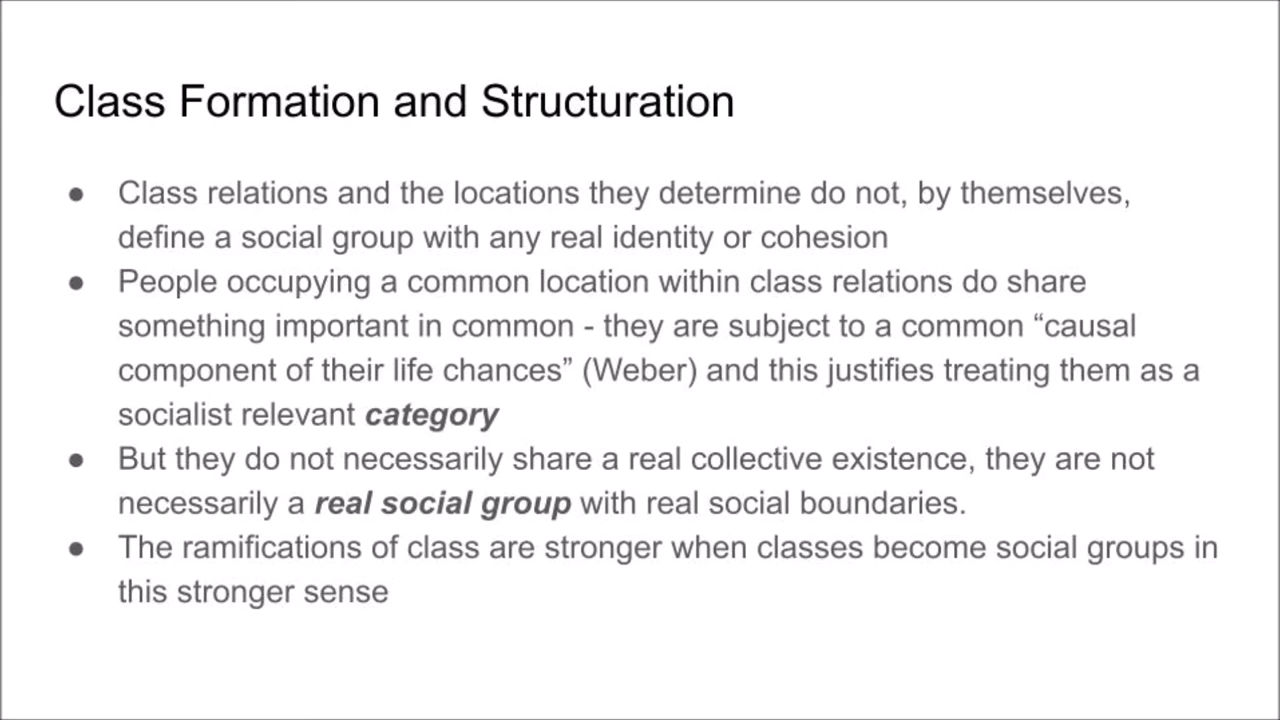 Class Formation and Structuration
● Class relations and the locations they determine do not, by themselves,
define a social group with any real identity or cohesion
● People occupying a common location within class relations do share
something important in common - they are subject to a common “causal
component of their life chances” (Weber) and this justifies treating them as a
socialist relevant category
● But they do not necessarily share a real collective existence, they are not
necessarily a real social group with real social boundaries.
● The ramifications of class are stronger when classes become social groups in
this stronger sense